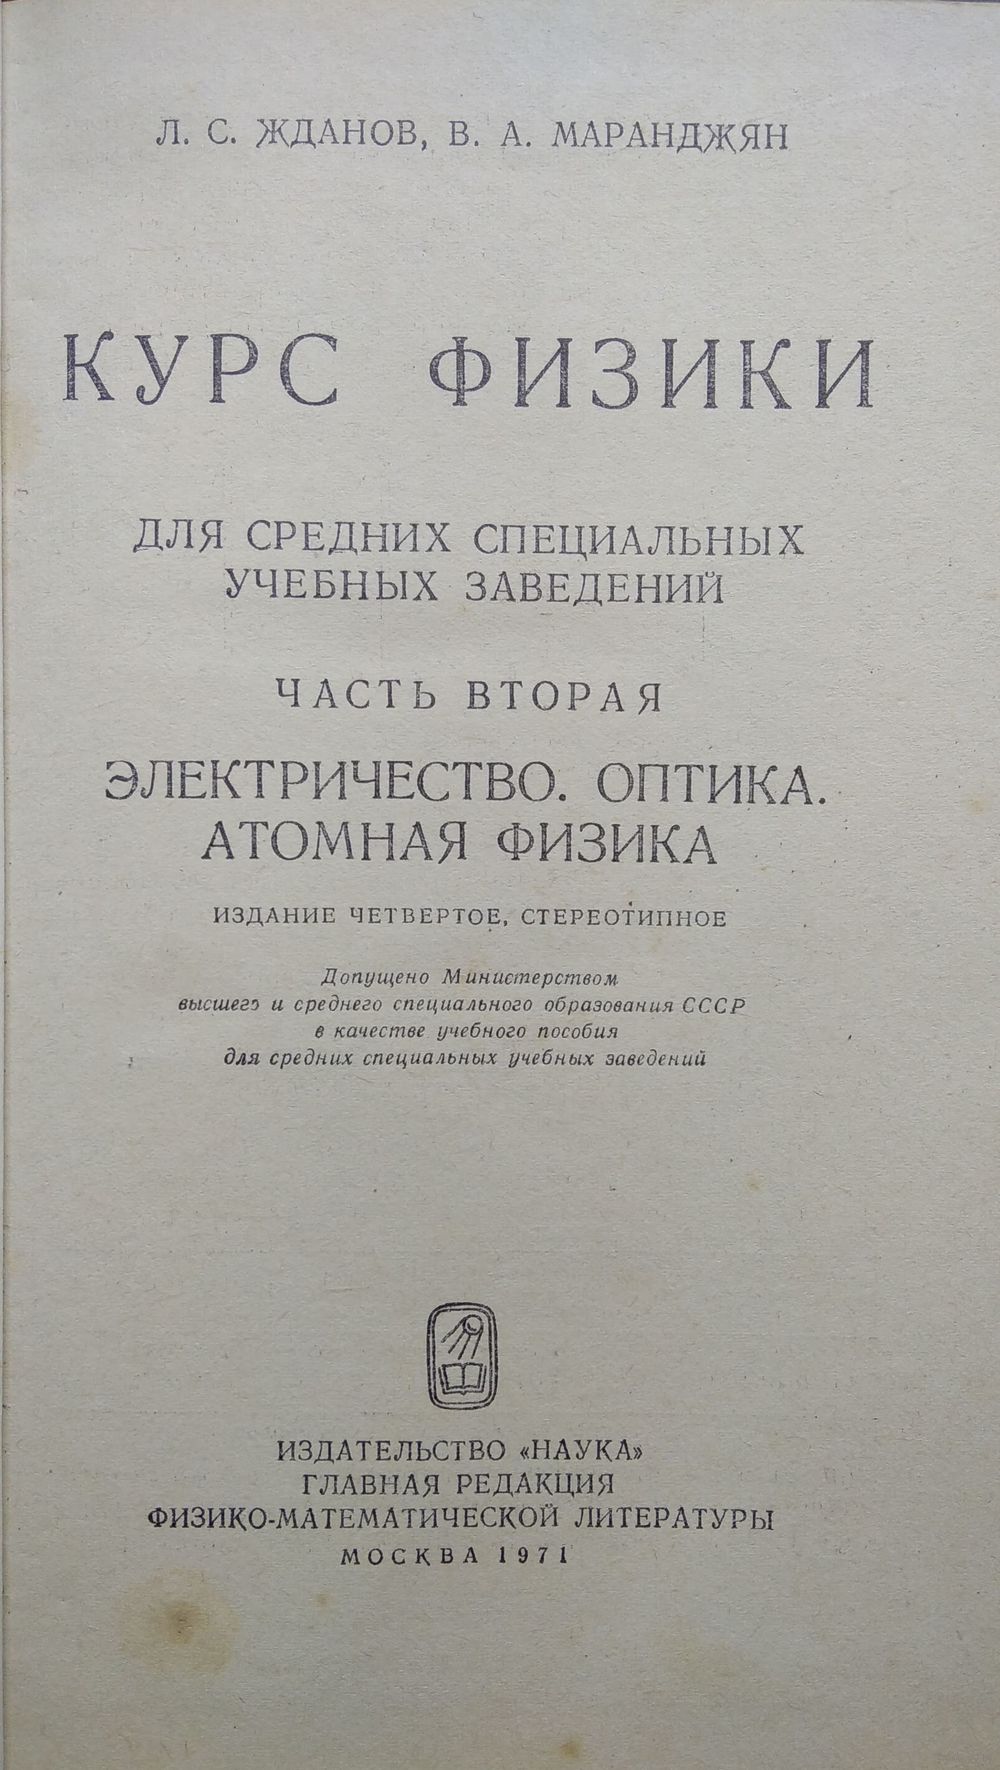 Л. С. ЖДАНОВ, В. А. МАРАНДЖЯН
КУРС ФИЗИКИ
ДЛЯ СРЕДНИХ СПЕЦИАЛЬНЫХ
УЧЕБНЫХ ЗАВЕДЕНИЙ
ЧАСТЬ ВТОРАЯ
ЭЛЕКТРИЧЕСТВО. ОПТИКА.
АТОМНАЯ ФИЗИКА
ИЗДАНИЕ ЧЕТВЕРТОЕ, СТЕРЕОТИПНОЕ
Допущено Министерством
высшего и среднего специального образования СССР
в качестве учебного пособия
для средних специальных учебных заведений
ИЗДАТЕЛЬСТВО «НАУКА»
ГЛАВНАЯ РЕДАКЦИЯ
ФИЗИКО-МАТЕМАТИЧЕСКОЙ ЛИТЕРАТУРЫ
МОСКВА 1971